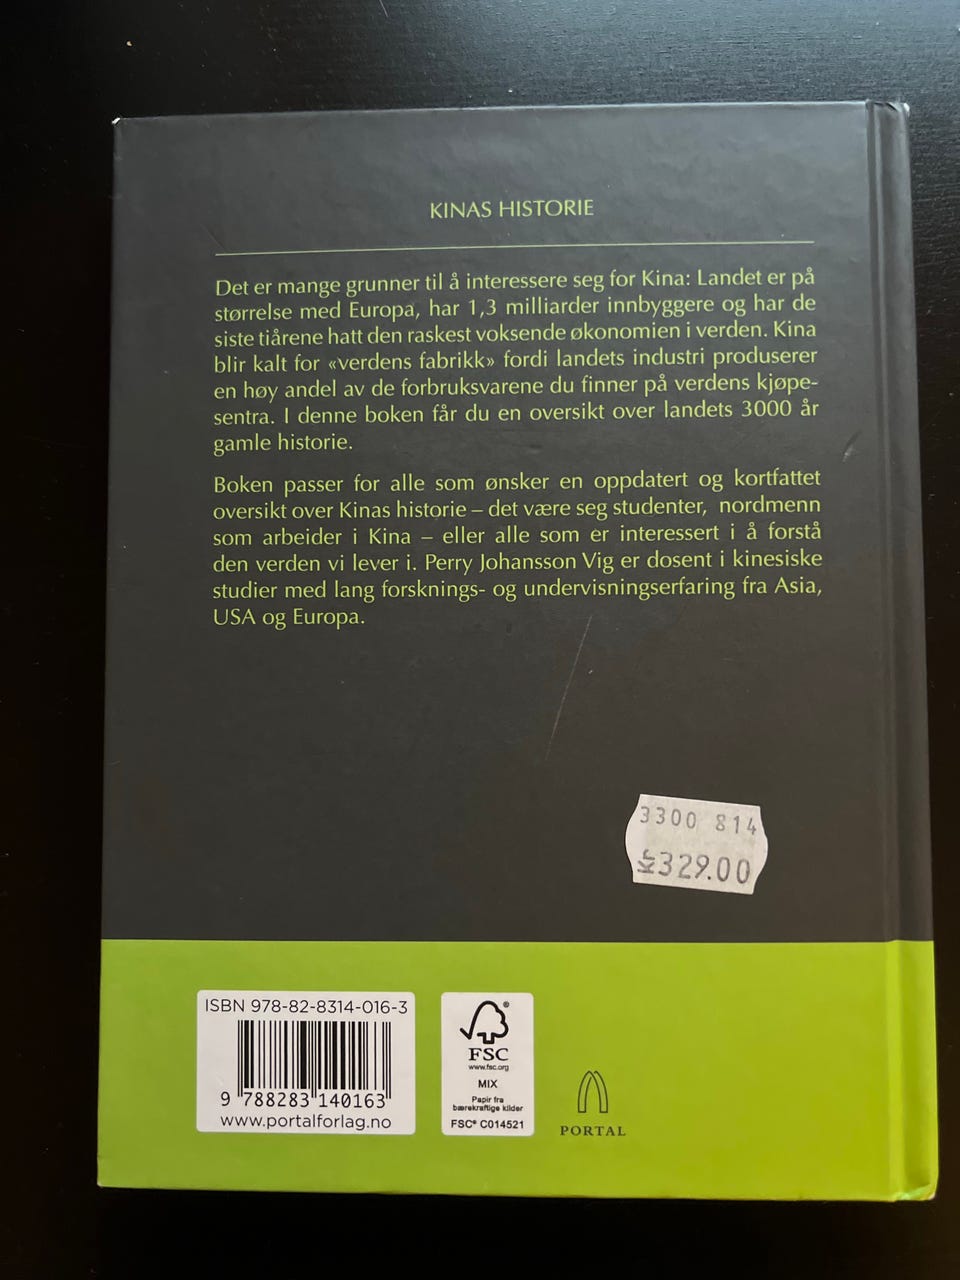 KINAS HISTORIE
Det er mange grunner til å interessere seg for Kina: Landet er på
størrelse med Europa, har 1,3 milliarder innbyggere og har de
siste tiårene hatt den raskest voksende økonomien i verden. Kina
blir kalt for «verdens fabrikk» fordi landets industri produserer
en høy andel av de forbruksvarene du finner på verdens kjøpe-
sentra. I denne boken får du en oversikt over landets 3000 år
gamle historie.
Boken passer for alle som ønsker en oppdatert og kortfattet
oversikt over Kinas historie – det være seg studenter, nordmenn
som arbeider i Kina – eller alle som er interessert i å forstå
den verden vi lever i. Perry Johansson Vig er dosent i kinesiske
studier med lang forsknings- og undervisningserfaring fra Asia,
USA og Europa.
3300 814
Kr 329.00
ISBN 978-82-8314-016-3
9 788283 140163
www.portalforlag.no
®
FSC
www.fsc.org
MIX
Papir fra
bærekraftige kilder
FSC® C014521
PORTAL